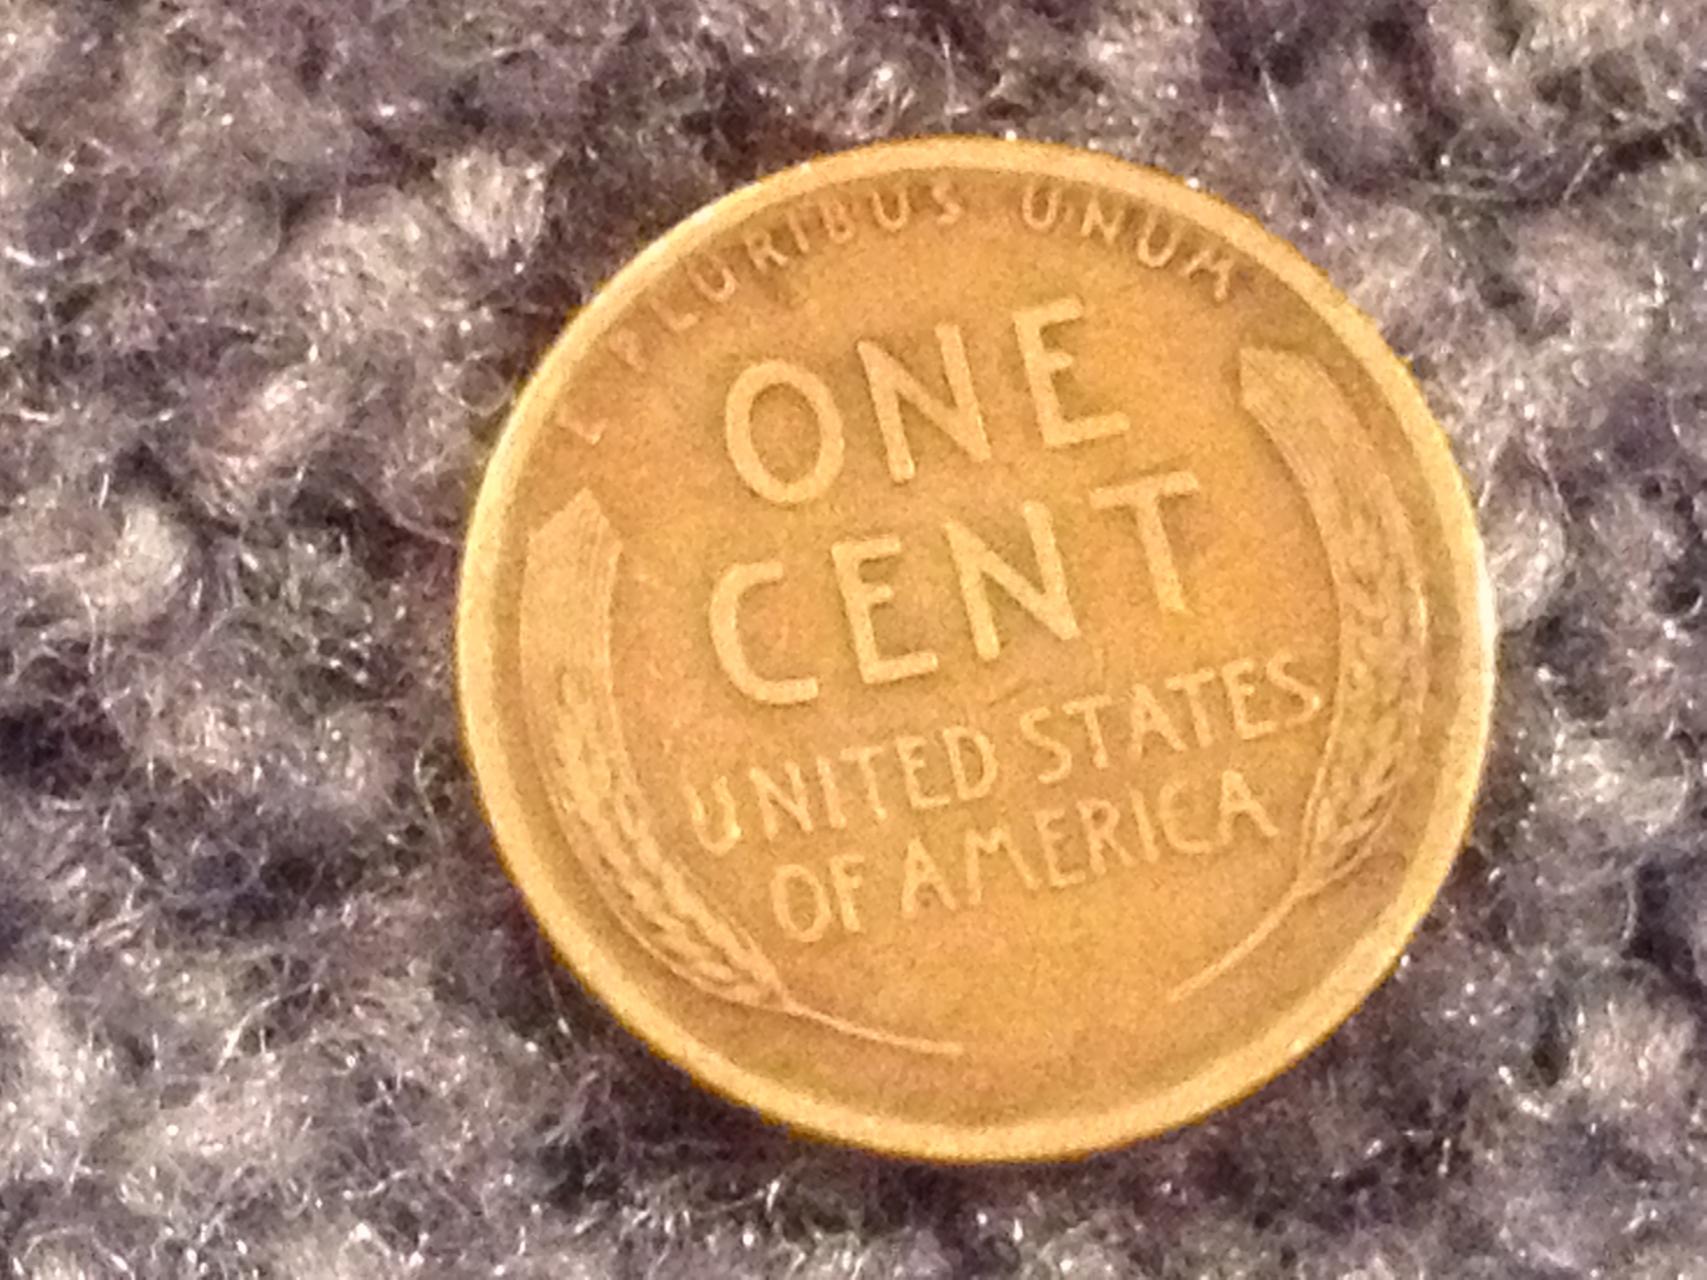 E PLURIBUS UNUM
ONE
CENT
UNITED STATES
OF AMERICA